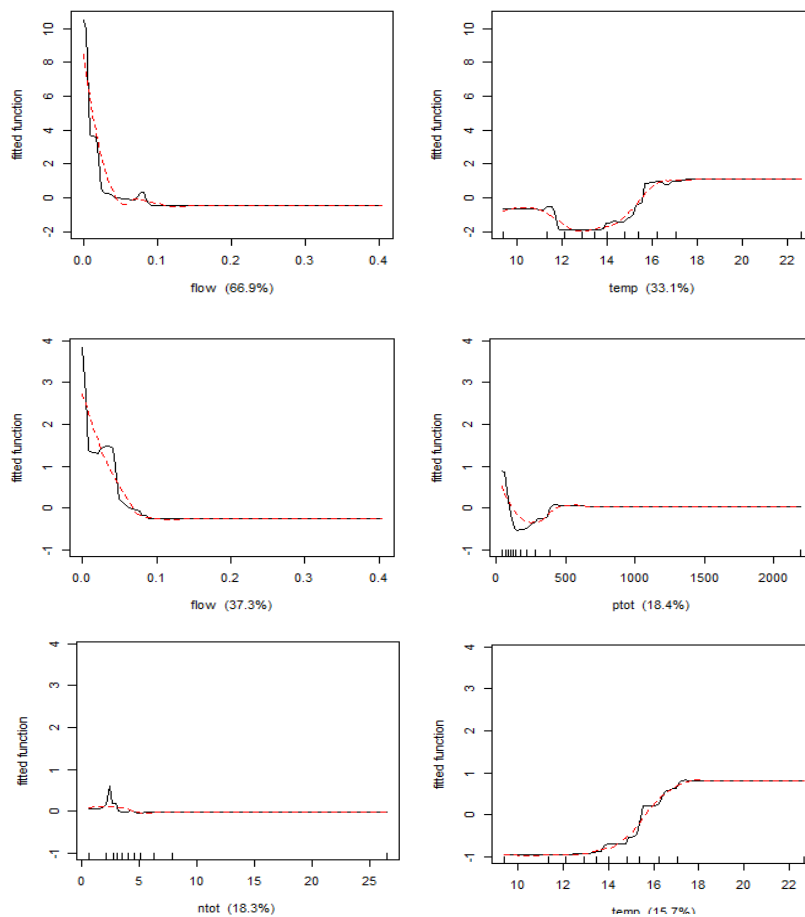 fitted function
10
8
6
4
2
0
-2
0.0 0.1 0.2 0.3 0.4
flow (66.9%)
fitted function
10
8
6
4
2
0
-2
10 12 14 16 18 20 22
temp (33.1%)
fitted function
4
3
2
1
0
-1
0.0 0.1 0.2 0.3 0.4
flow (37.3%)
fitted function
4
3
2
1
0
-1
0 500 1000 1500 2000
ptot (18.4%)
fitted function
4
3
2
1
0
-1
0 5 10 15 20 25
ntot (18.3%)
fitted function
4
3
2
1
0
-1
10 12 14 16 18 20 22
temp (15.7%)